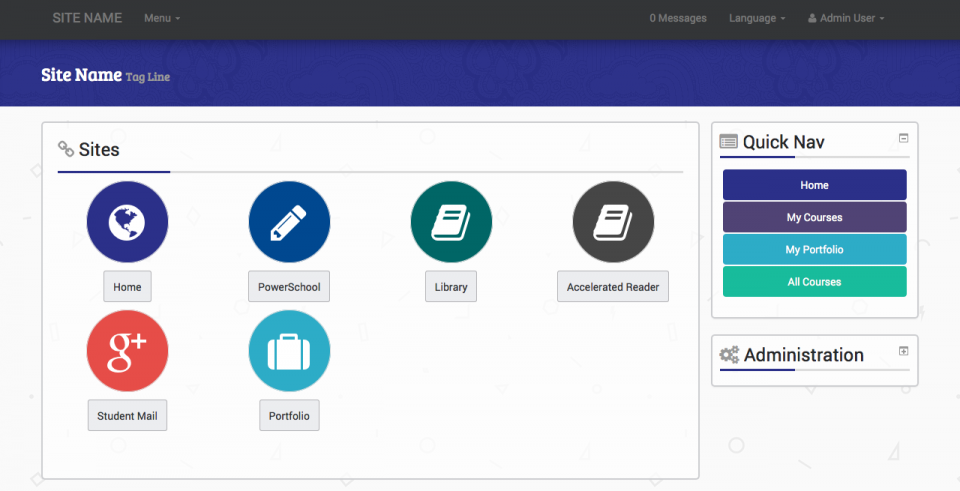 SITE NAME Menu 0 Messages Language Admin User
Site Name Tag Line
Sites
Home PowerSchool Library Accelerated Reader
g+
Student Mail Portfolio
Quick Nav
Home
My Courses
My Portfolio
All Courses
Administration